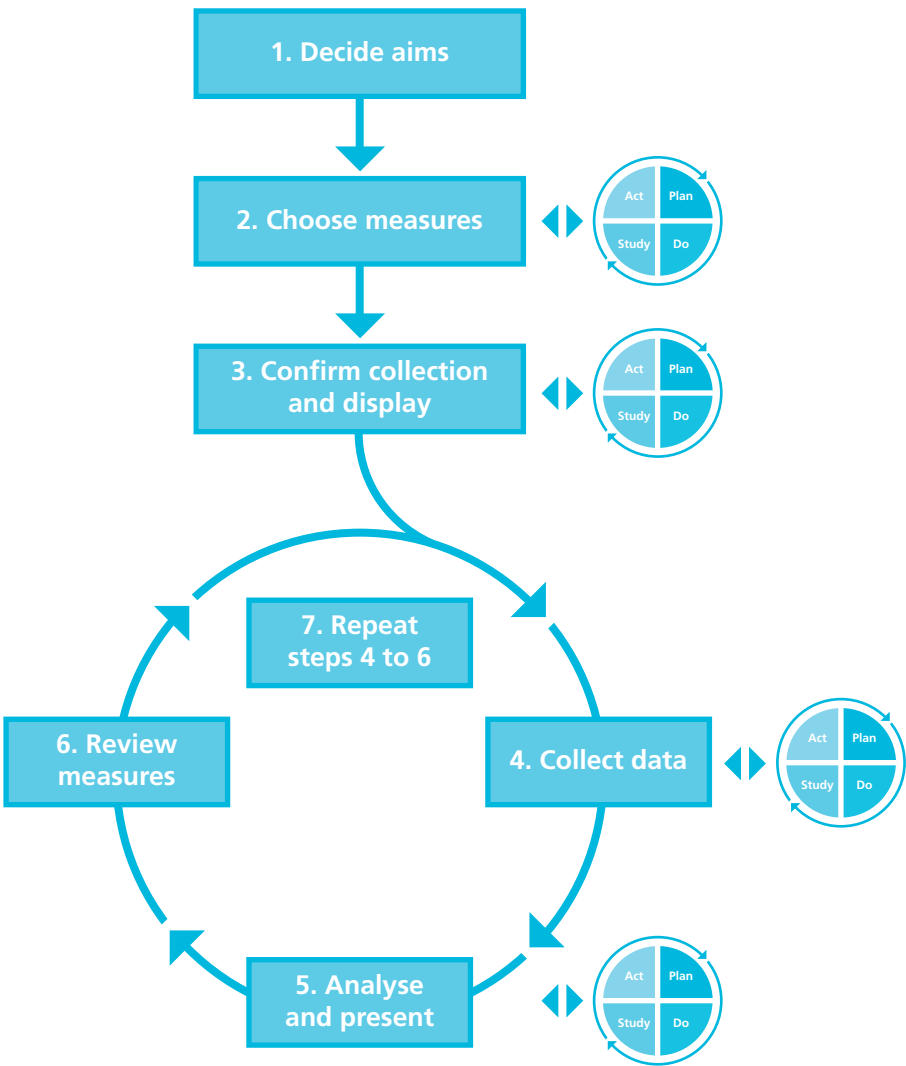 1. Decide aims
2. Choose measures
Act
Plan
Study
Do
3. Confirm collection
and display
Act
Plan
Study
Do
7. Repeat
steps 4 to 6
6. Review
measures
4. Collect data
Act
Plan
Study
Do
5. Analyse
and present
Act
Plan
Study
Do